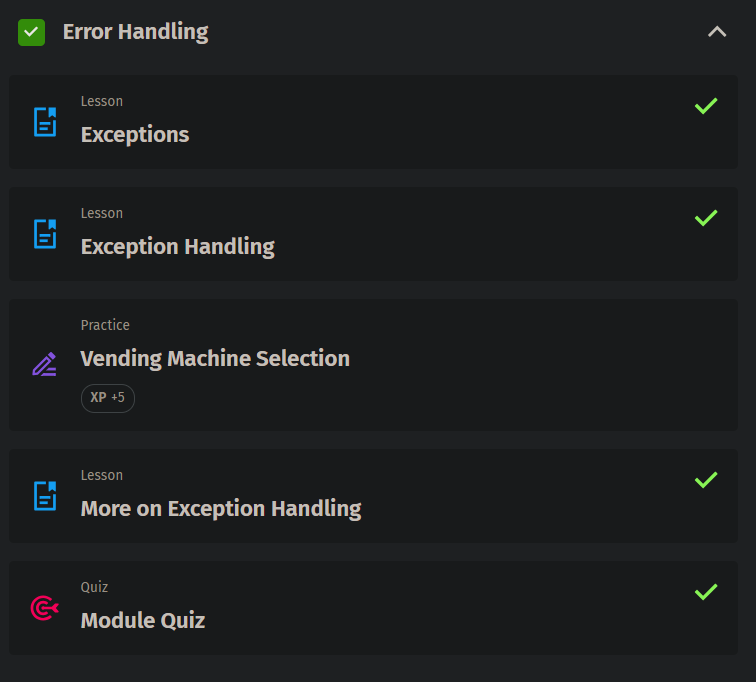 Error Handling
Lesson
Exceptions
Lesson
Exception Handling
Practice
Vending Machine Selection
XP +5
Lesson
More on Exception Handling
Quiz
Module Quiz